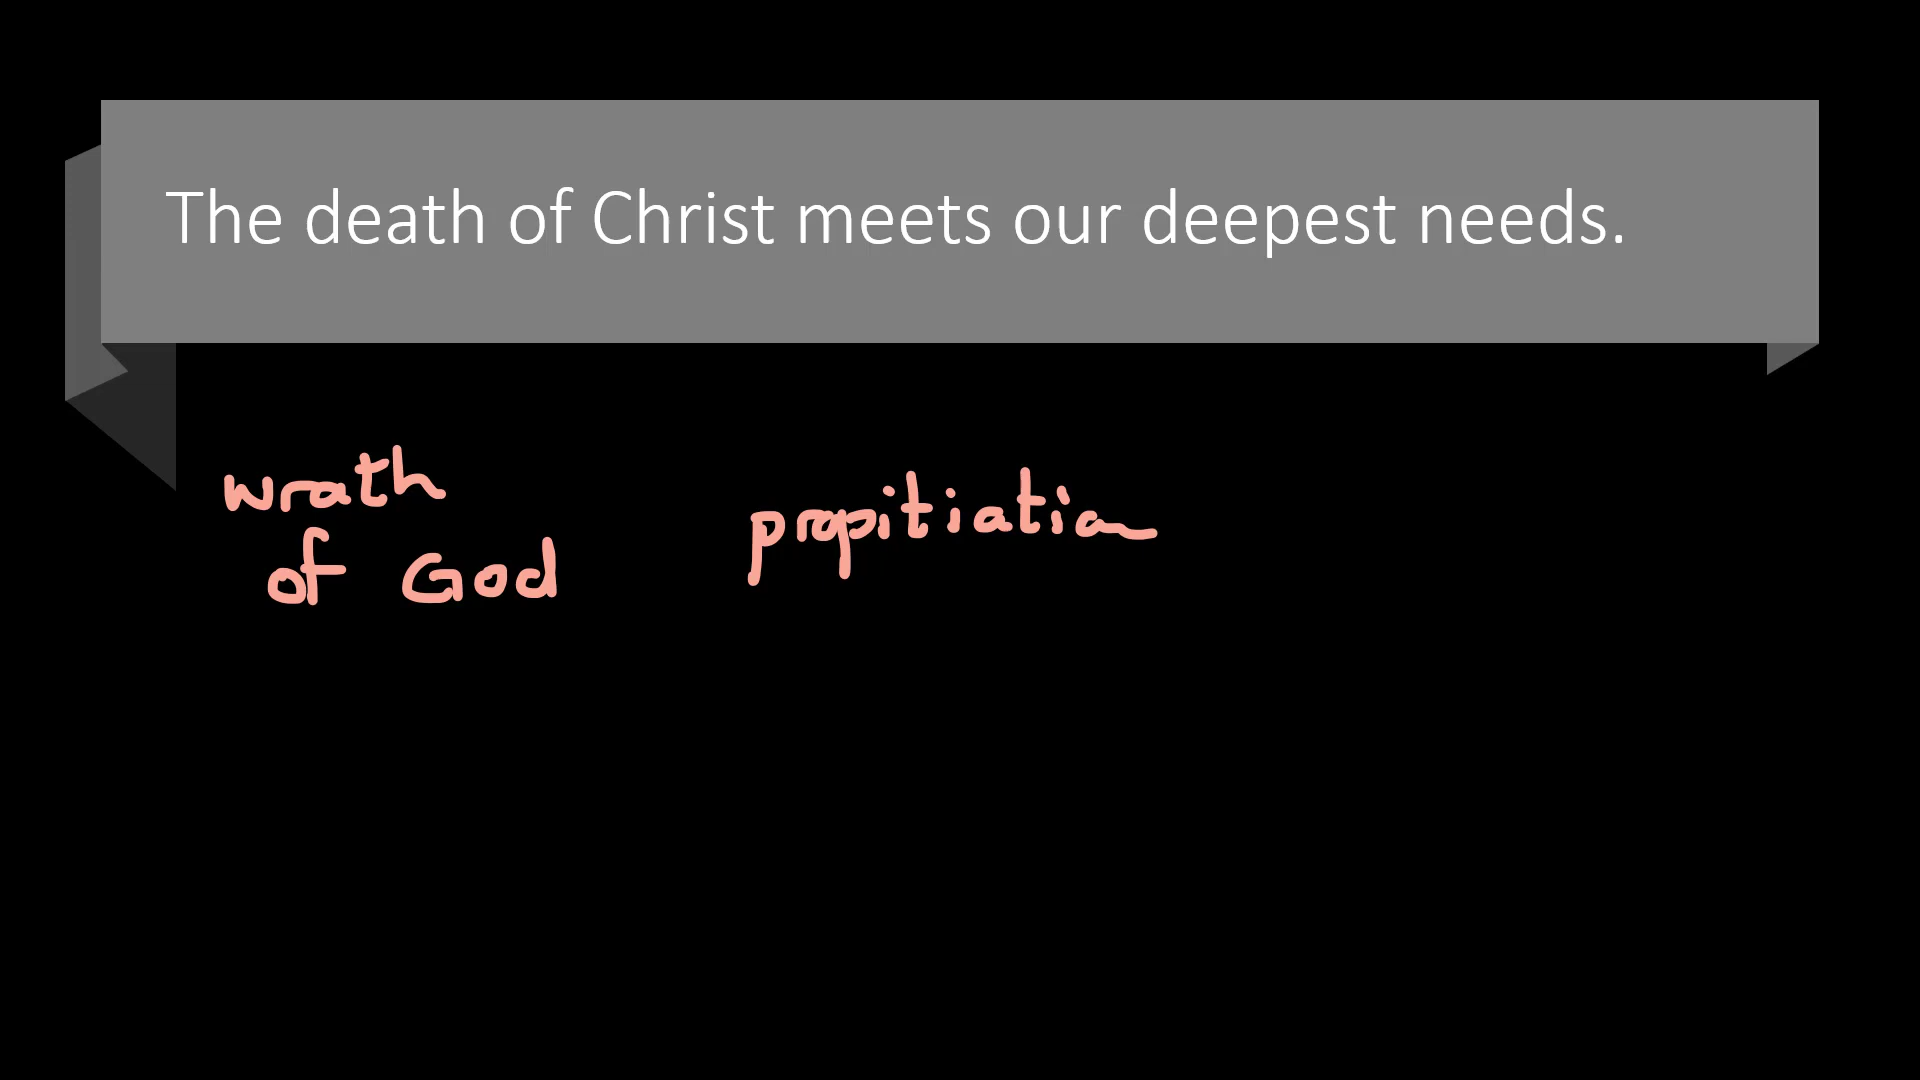 The death of Christ meets our deepest needs.
wrath
of God
propitiation